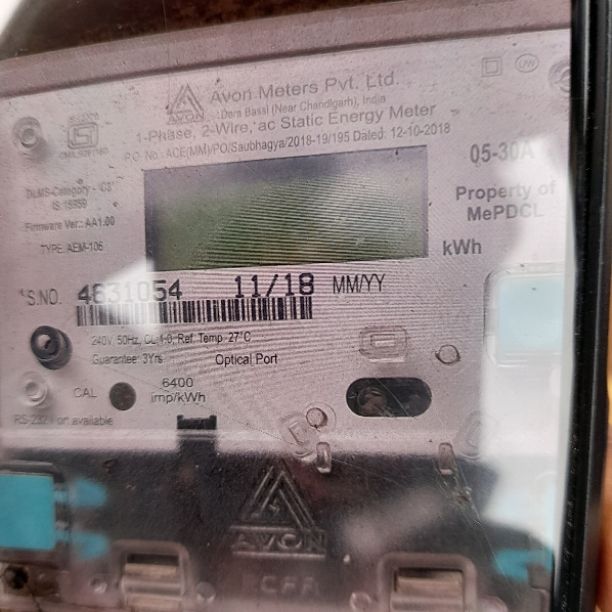 Avon Meters Pvt. Ltd.
Dera Bassi (Near Chandigarh), India
AVON
1-Phase, 2-Wire, ac Static Energy Meter
P.O. No.: ACE(MM)/PO/Saubhagya/2018-19/195 Dated: 12-10-2018
05-30A
DLMS-Category -
IS 15959
Firmware Ver.: AA1.00
TYPE: AEM-106
Property of
MePDCL
kWh
S.NO. 4631054 11/18 MM/YY
240V, 50Hz, CL.1.0, Ref. Temp. 27°C
Guarantee: 3Yrs
Optical Port
CAL
6400
imp/kWh
RS-232 available
AVON